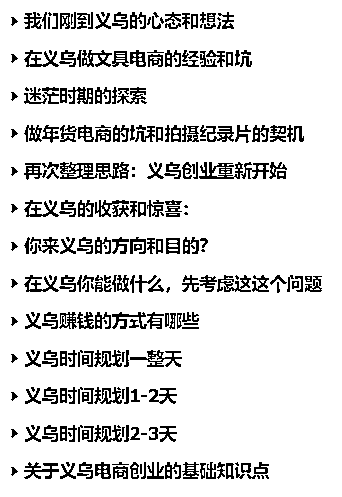 我们刚到义乌的心态和想法
在义乌做文具电商的经验和坑
迷茫时期的探索
做年货电商的坑和拍摄纪录片的契机
再次整理思路：义乌创业重新开始
在义乌的收获和惊喜：
你来义乌的方向和目的？
在义乌你能做什么，先考虑这这个问题
义乌赚钱的方式有哪些
义乌时间规划一整天
义乌时间规划1-2天
义乌时间规划2-3天
关于义乌电商创业的基础知识点